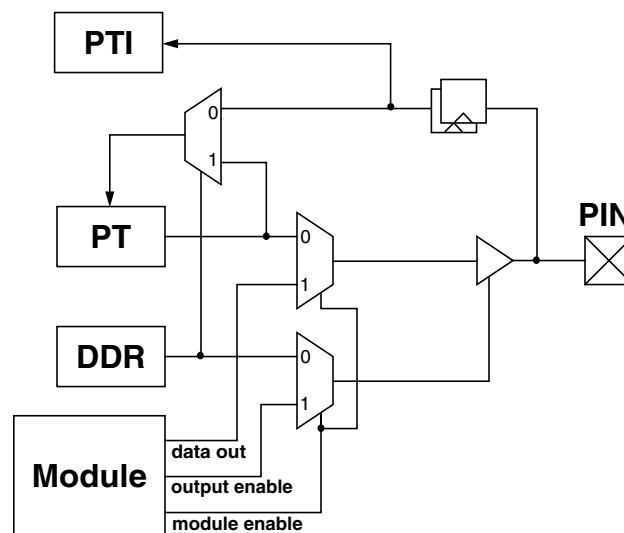 PTI
0
1
PT
PIN
0
1
DDR
0
1
Module
data out
output enable
module enable